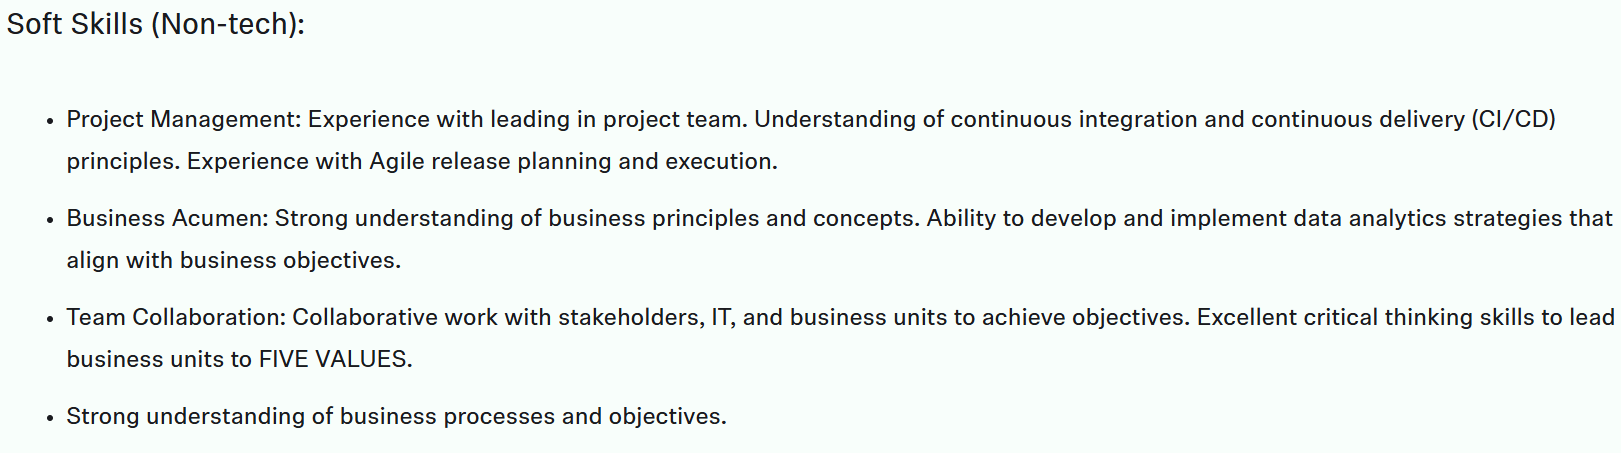 Soft Skills (Non-tech):
• Project Management: Experience with leading in project team. Understanding of continuous integration and continuous delivery (CI/CD)
principles. Experience with Agile release planning and execution.
• Business Acumen: Strong understanding of business principles and concepts. Ability to develop and implement data analytics strategies that
align with business objectives.
• Team Collaboration: Collaborative work with stakeholders, IT, and business units to achieve objectives. Excellent critical thinking skills to lead
business units to FIVE VALUES.
• Strong understanding of business processes and objectives.